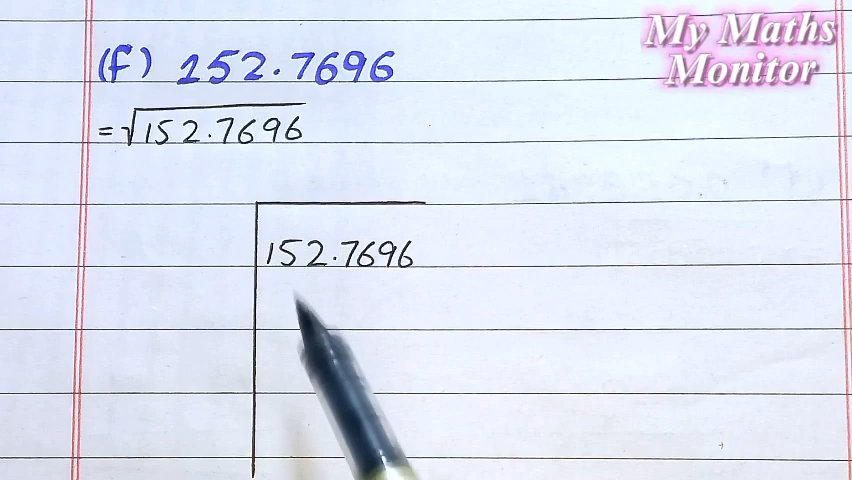 My Maths
Monitor
(f) 152.7696
=√152.7696
152.7696